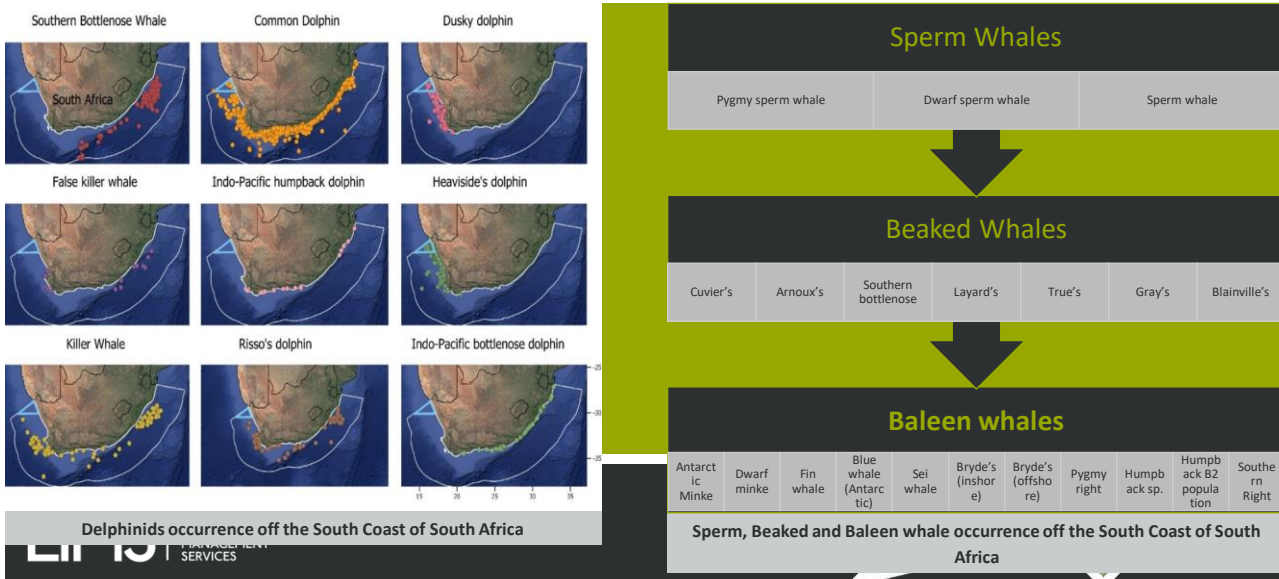 Southern Bottlenose Whale
Common Dolphin
Dusky dolphin
South Africa
False killer whale
Indo-Pacific humpback dolphin
Heaviside's dolphin
Killer Whale
Risso's dolphin
Indo-Pacific bottlenose dolphin
-25
-30
-35
15
20
25
30
35
Delphinids occurrence off the South Coast of South Africa
SERVICES
Sperm Whales
Pygmy sperm whale
Dwarf sperm whale
Sperm whale
Beaked Whales
Cuvier's
Arnoux's
Southern
bottlenose
Layard's
True's
Gray's
Blainville's
Baleen whales
Antarct
ic
Minke
Dwarf
minke
Fin
whale
Blue
whale
(Antarc
tic)
Sei
whale
Bryde's
(inshor
e)
Bryde's
(offsho
re)
Pygmy
right
Humpb
ack sp.
Humpb
ack B2
popula
tion
Southe
rn
Right
Sperm, Beaked and Baleen whale occurrence off the South Coast of South
Africa